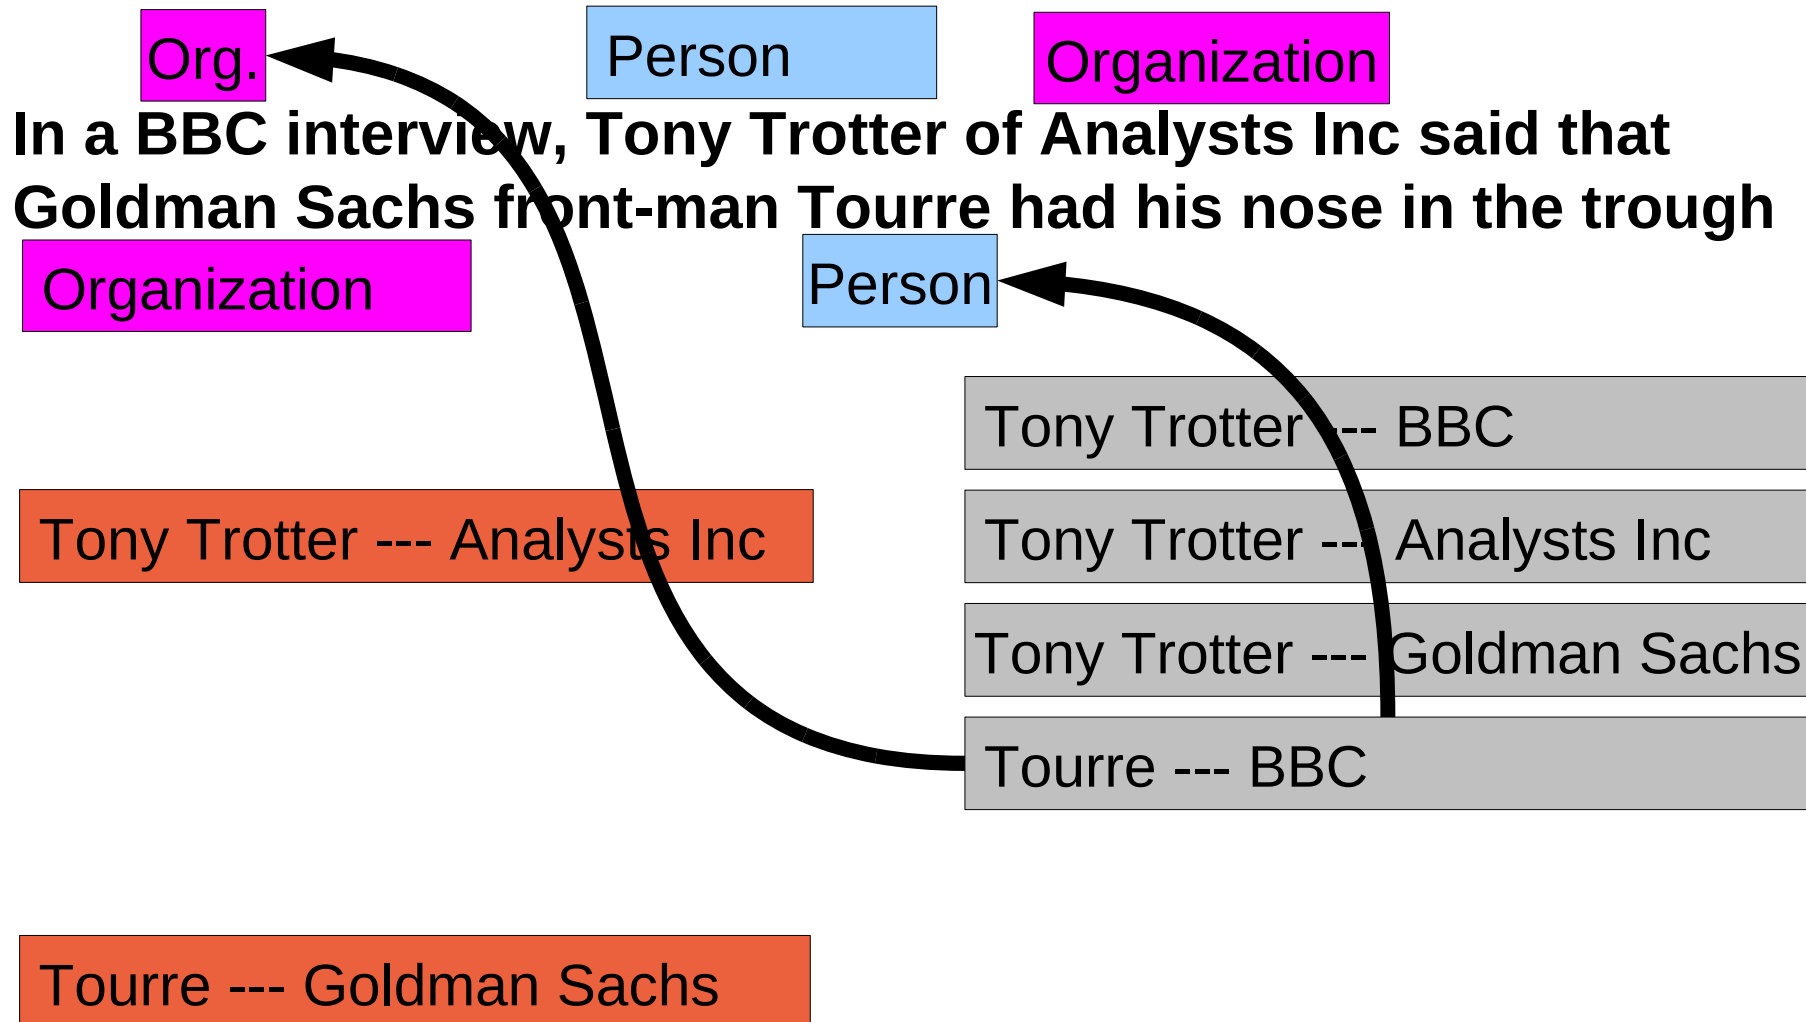 Org.
Person
Organization
In a BBC interview, Tony Trotter of Analysts Inc said that
Goldman Sachs front-man Tourre had his nose in the trough
Organization
Person
Tony Trotter --- BBC
Tony Trotter --- Analysts Inc
Tony Trotter --- Analysts Inc
Tony Trotter --- Goldman Sachs
Tourre --- BBC
Tourre --- Goldman Sachs